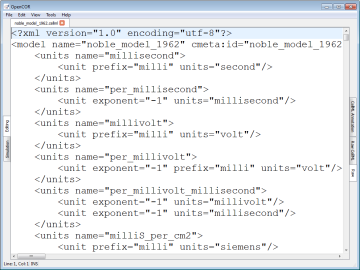 OpenCOR
File Edit View Tools Help
noble_model_1962.cellml
<?xml version="1.0" encoding="utf-8"?>
<model name="noble_model_1962" cmeta:id="noble_model_1962
<units name="millisecond">
<unit prefix="milli" units="second"/>
</units>
<units name="per_millisecond">
<unit exponent="-1" units="millisecond"/>
</units>
<units name="millivolt">
<unit prefix="milli" units="volt"/>
</units>
<units name="per_millivolt">
<unit exponent="-1" prefix="milli" units="volt"/>
</units>
<units name="per_millivolt_millisecond">
<unit exponent="-1" units="millivolt"/>
<unit exponent="-1" units="millisecond"/>
</units>
<units name="milliS_per_cm2">
<unit prefix="milli" units="siemens"/>
Editing
Simulation
CellML Annotation
Raw CellML
Raw
Line: 1, Col: 1 INS